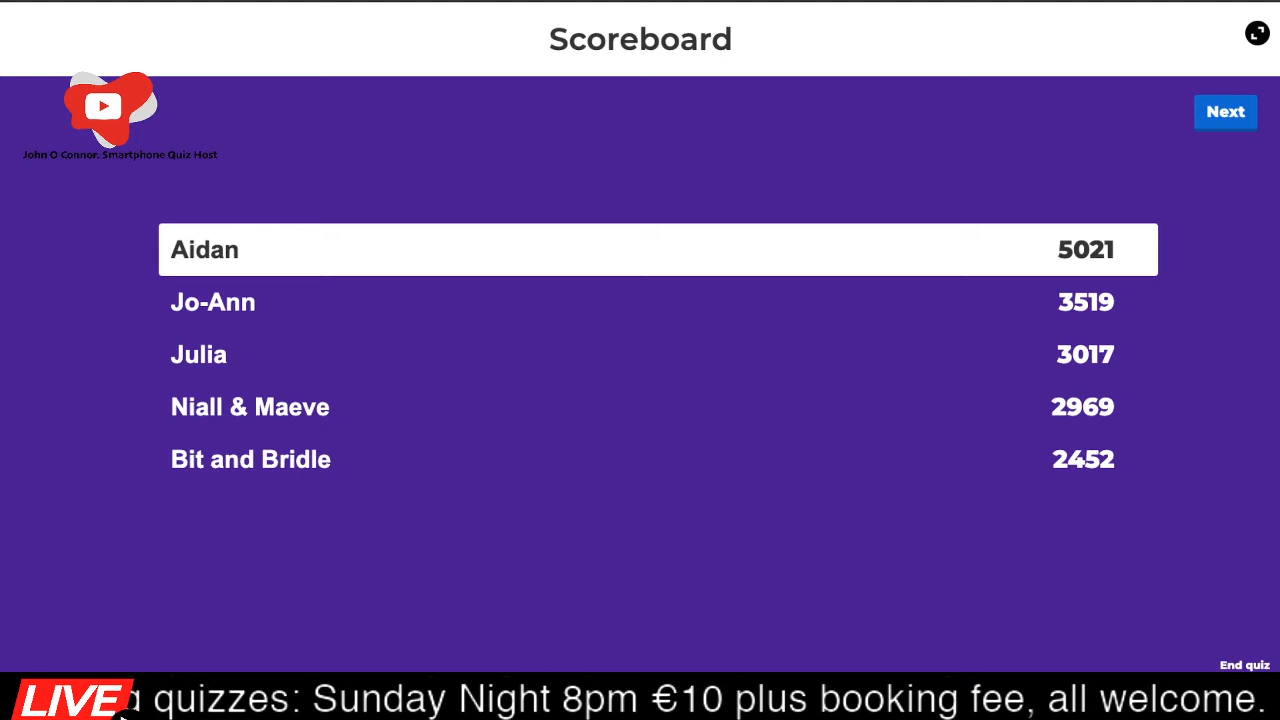 Scoreboard
Next
John O Connor. Smartphone Quiz Host
Aidan 5021
Jo-Ann 3519
Julia 3017
Niall & Maeve 2969
Bit and Bridle 2452
End quiz
LIVE quizzes: Sunday Night 8pm €10 plus booking fee, all welcome.